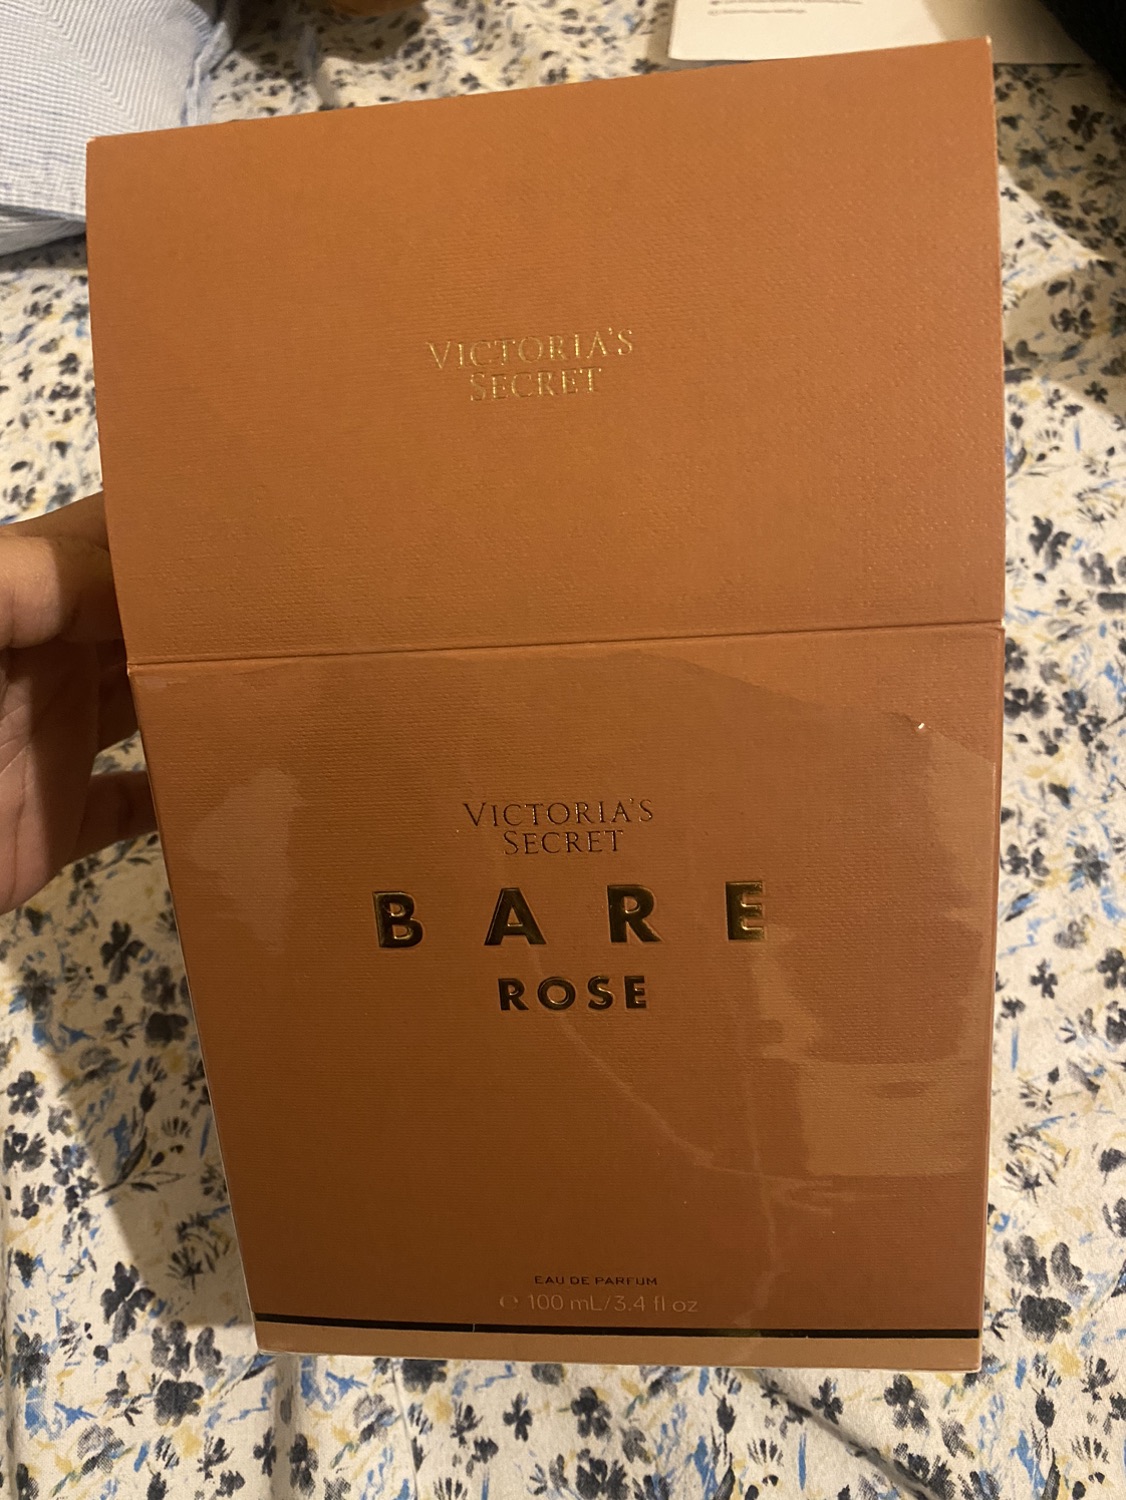 VICTORIA'S
SECRET
VICTORIA'S
SECRET
BARE
ROSE
EAU DE PARFUM
℮ 100 mL/3.4 fl oz